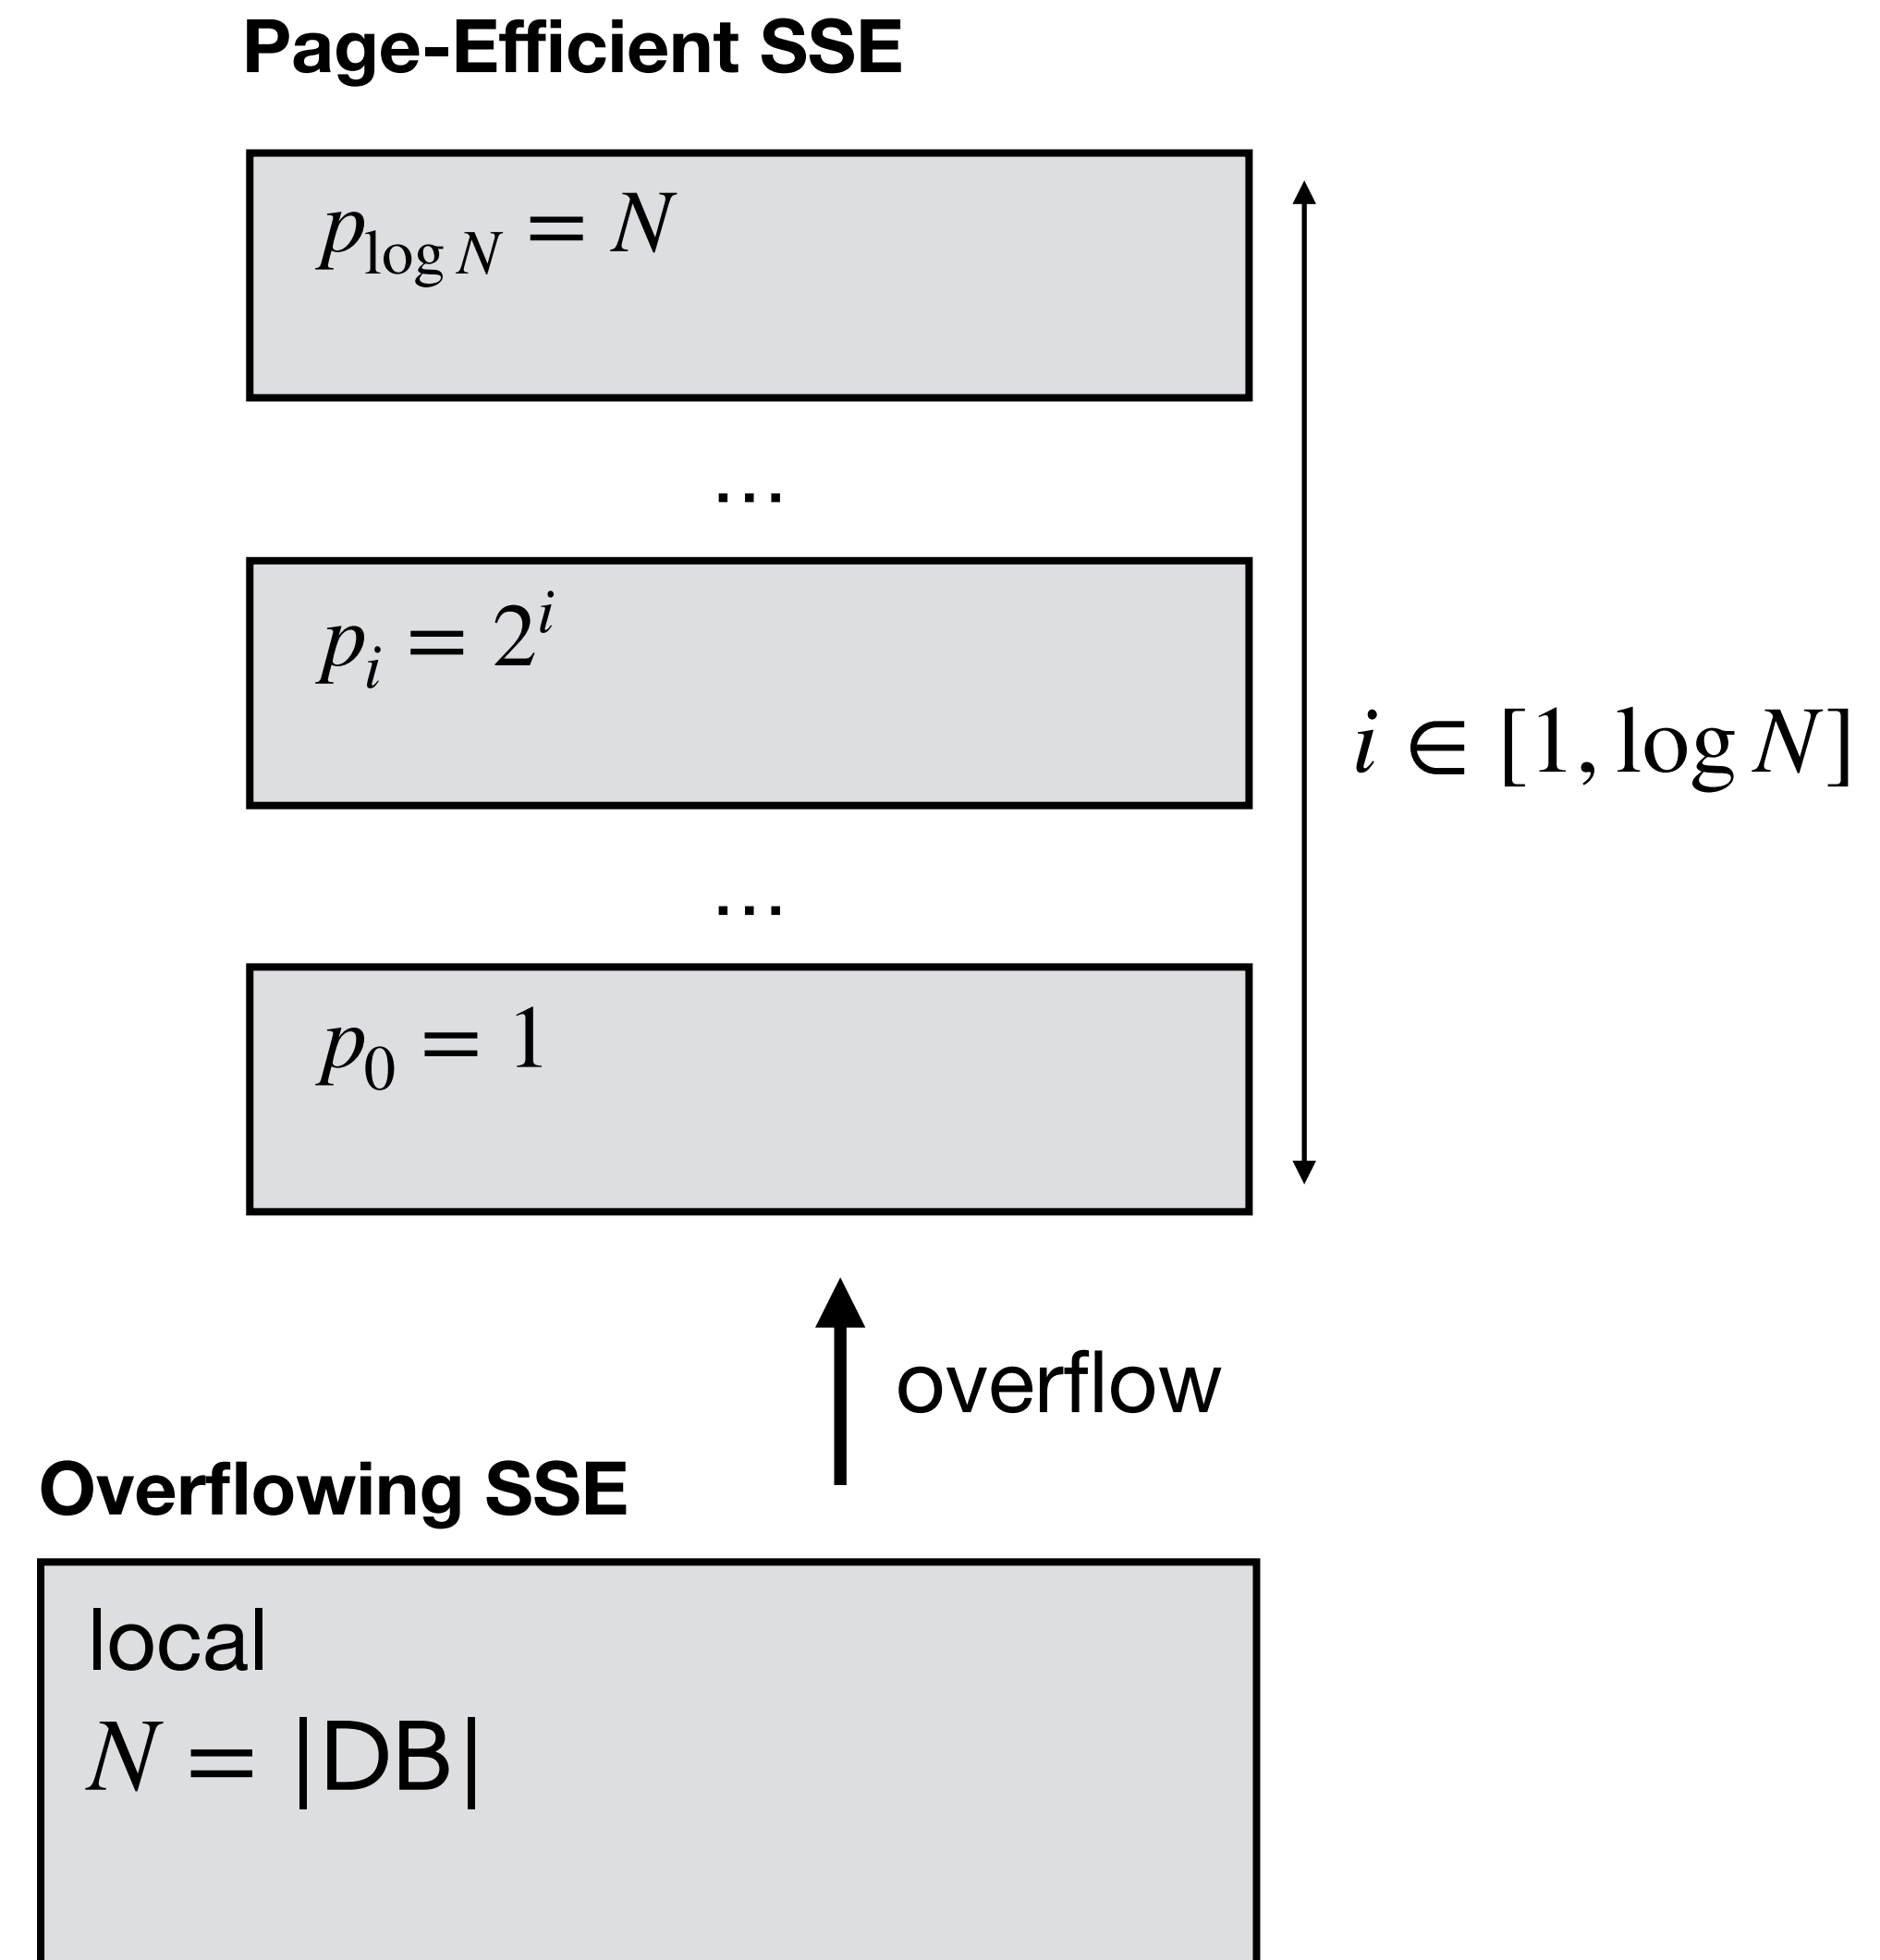 Page-Efficient SSE
p_{log N} = N
...
p_i = 2^i
i ∈ [1, log N]
...
p_0 = 1
overflow
Overflowing SSE
local
N = |DB|